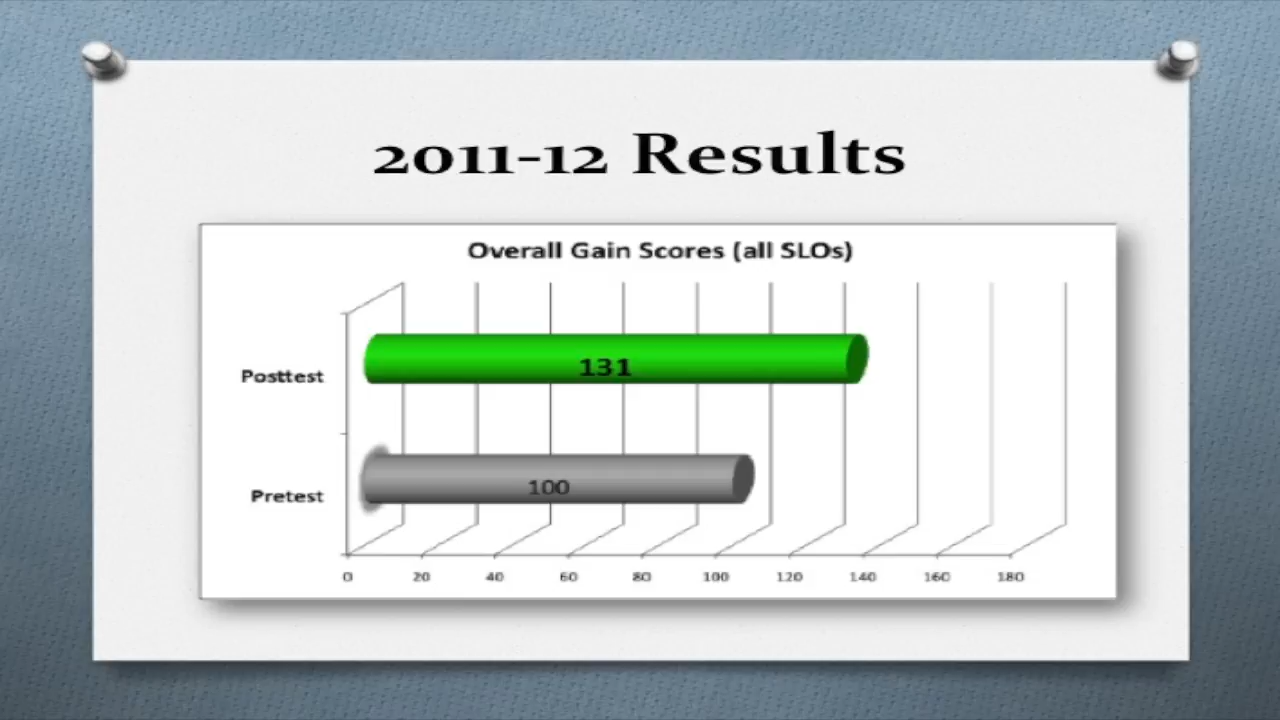 2011-12 Results
Overall Gain Scores (all SLOs)
Posttest
131
Pretest
100
0 20 40 60 80 100 120 140 160 180